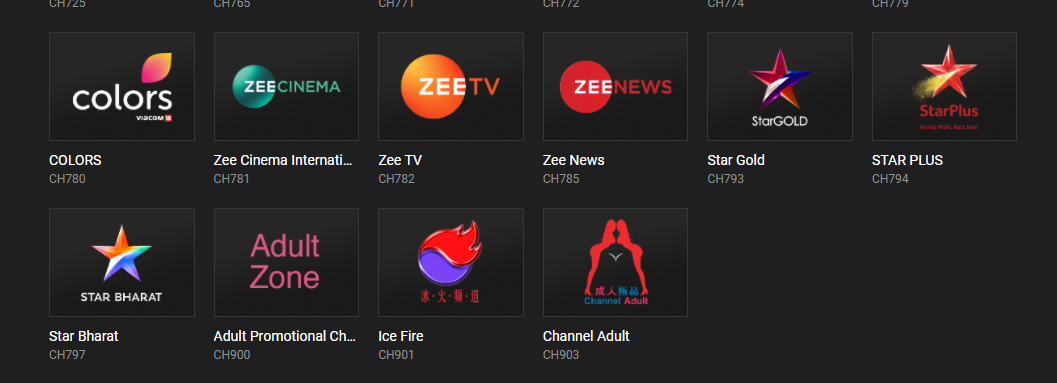 CH725 CH765 CH771 CH772 CH774 CH779
colors
VIACOM 18
ZEECINEMA
ZEETV
ZEENEWS
StarGOLD
StarPlus
COLORS
CH780
Zee Cinema Internati...
CH781
Zee TV
CH782
Zee News
CH785
Star Gold
CH793
STAR PLUS
CH794
STAR BHARAT
Adult
Zone
冰·火·頻·道
成人極品
Channel Adult
Star Bharat
CH797
Adult Promotional Ch...
CH900
Ice Fire
CH901
Channel Adult
CH903